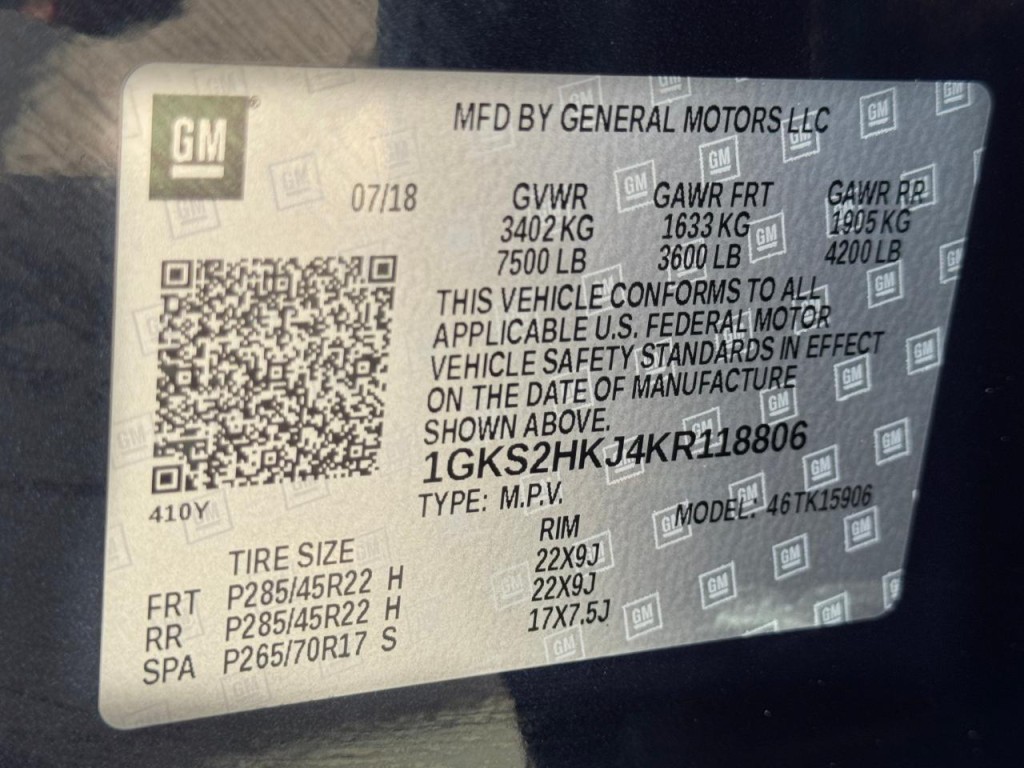 GM
MFD BY GENERAL MOTORS LLC
07/18 GVWR GAWR FRT GAWR RR
3402 KG 1633 KG 1905 KG
7500 LB 3600 LB 4200 LB
THIS VEHICLE CONFORMS TO ALL
APPLICABLE U.S. FEDERAL MOTOR
VEHICLE SAFETY STANDARDS IN EFFECT
ON THE DATE OF MANUFACTURE
SHOWN ABOVE.
1GKS2HKJ4KR118806
410Y
TYPE: M.P.V. MODEL: 46TK15906
TIRE SIZE RIM
FRT P285/45R22 H 22X9J
RR P285/45R22 H 22X9J
SPA P265/70R17 S 17X7.5J